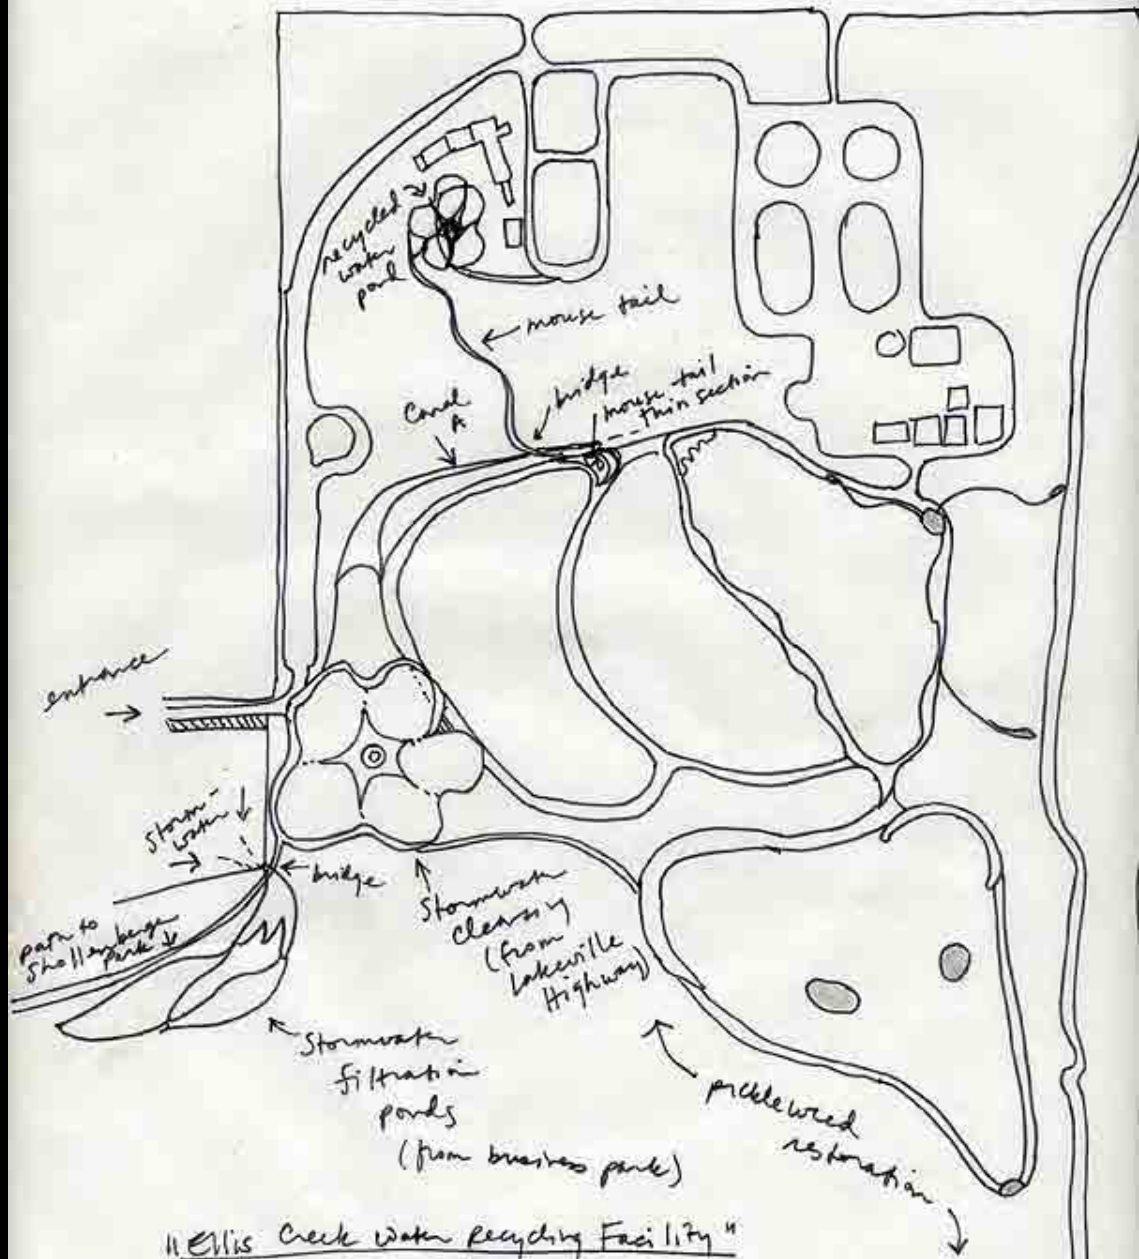 recycled
water
pond
mouse tail
bridge
mouse tail
thin section
Canal
A
entrance
storm-
water
bridge
path to
Shollenberger
Park
Stormwater
cleansing
(from
Lakeville
Highway)
Stormwater
filtration
ponds
(from business park)
pickleweed
restoration
"Ellis Creek Water Recycling Facility"